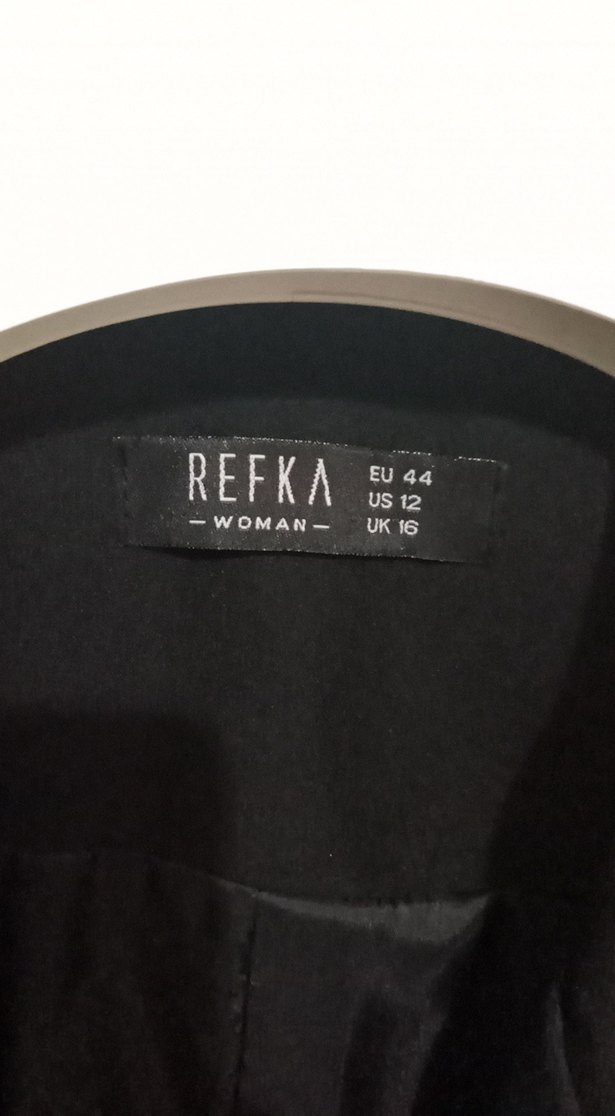 REFKA
— WOMAN —
EU 44
US 12
UK 16